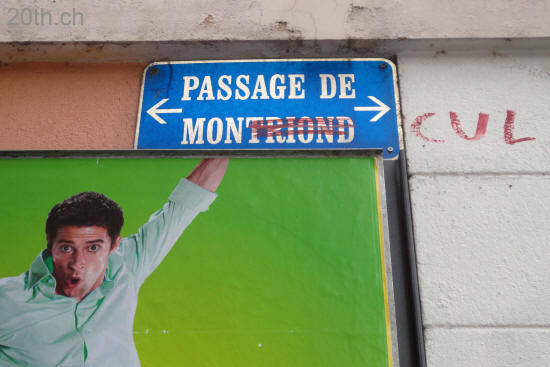 20th.ch
PASSAGE DE
MONTRIOND
CUL